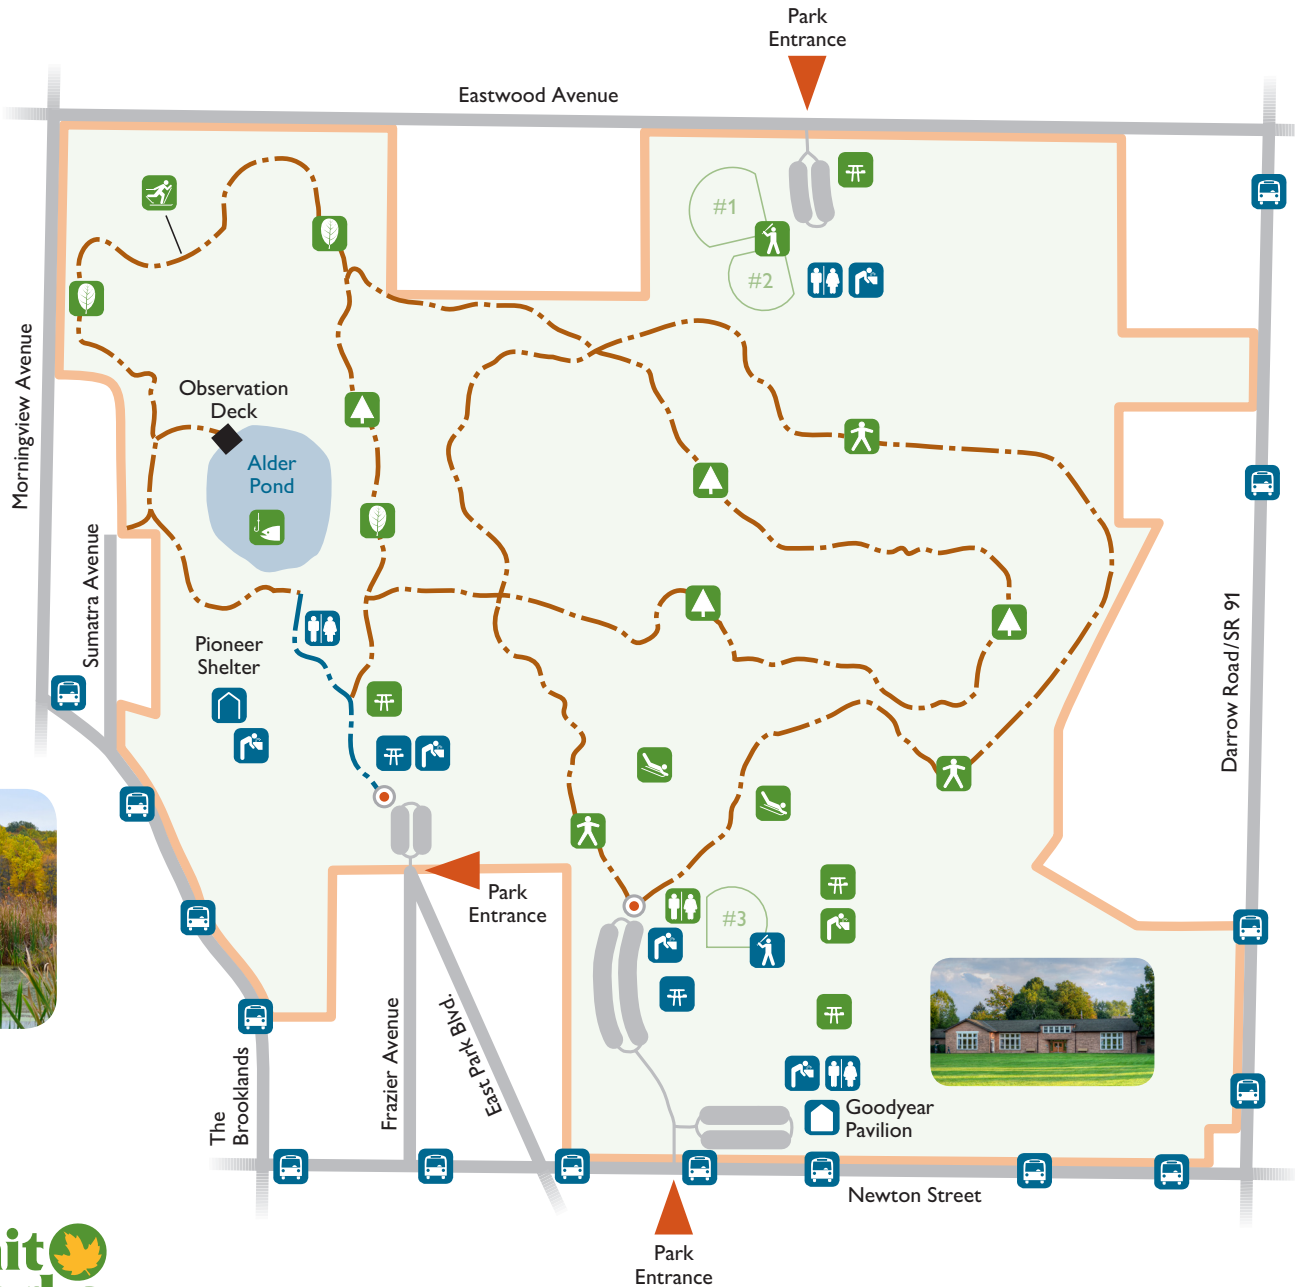 Park
Entrance
Eastwood Avenue
#1
#2
Morningview Avenue
Observation
Deck
Alder
Pond
Sumatra Avenue
Pioneer
Shelter
Darrow Road/SR 91
Park
Entrance
#3
Frazier Avenue
East Park Blvd.
The
Brooklands
Goodyear
Pavilion
Newton Street
Park
Entrance